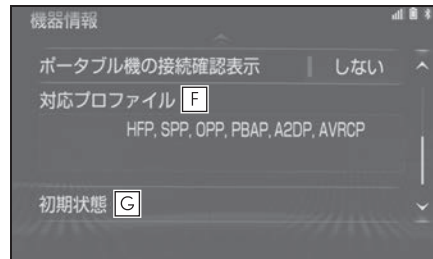 機器情報
ポータブル機の接続確認表示 しない
対応プロファイル F
HFP, SPP, OPP, PBAP, A2DP, AVRCP
初期状態 G